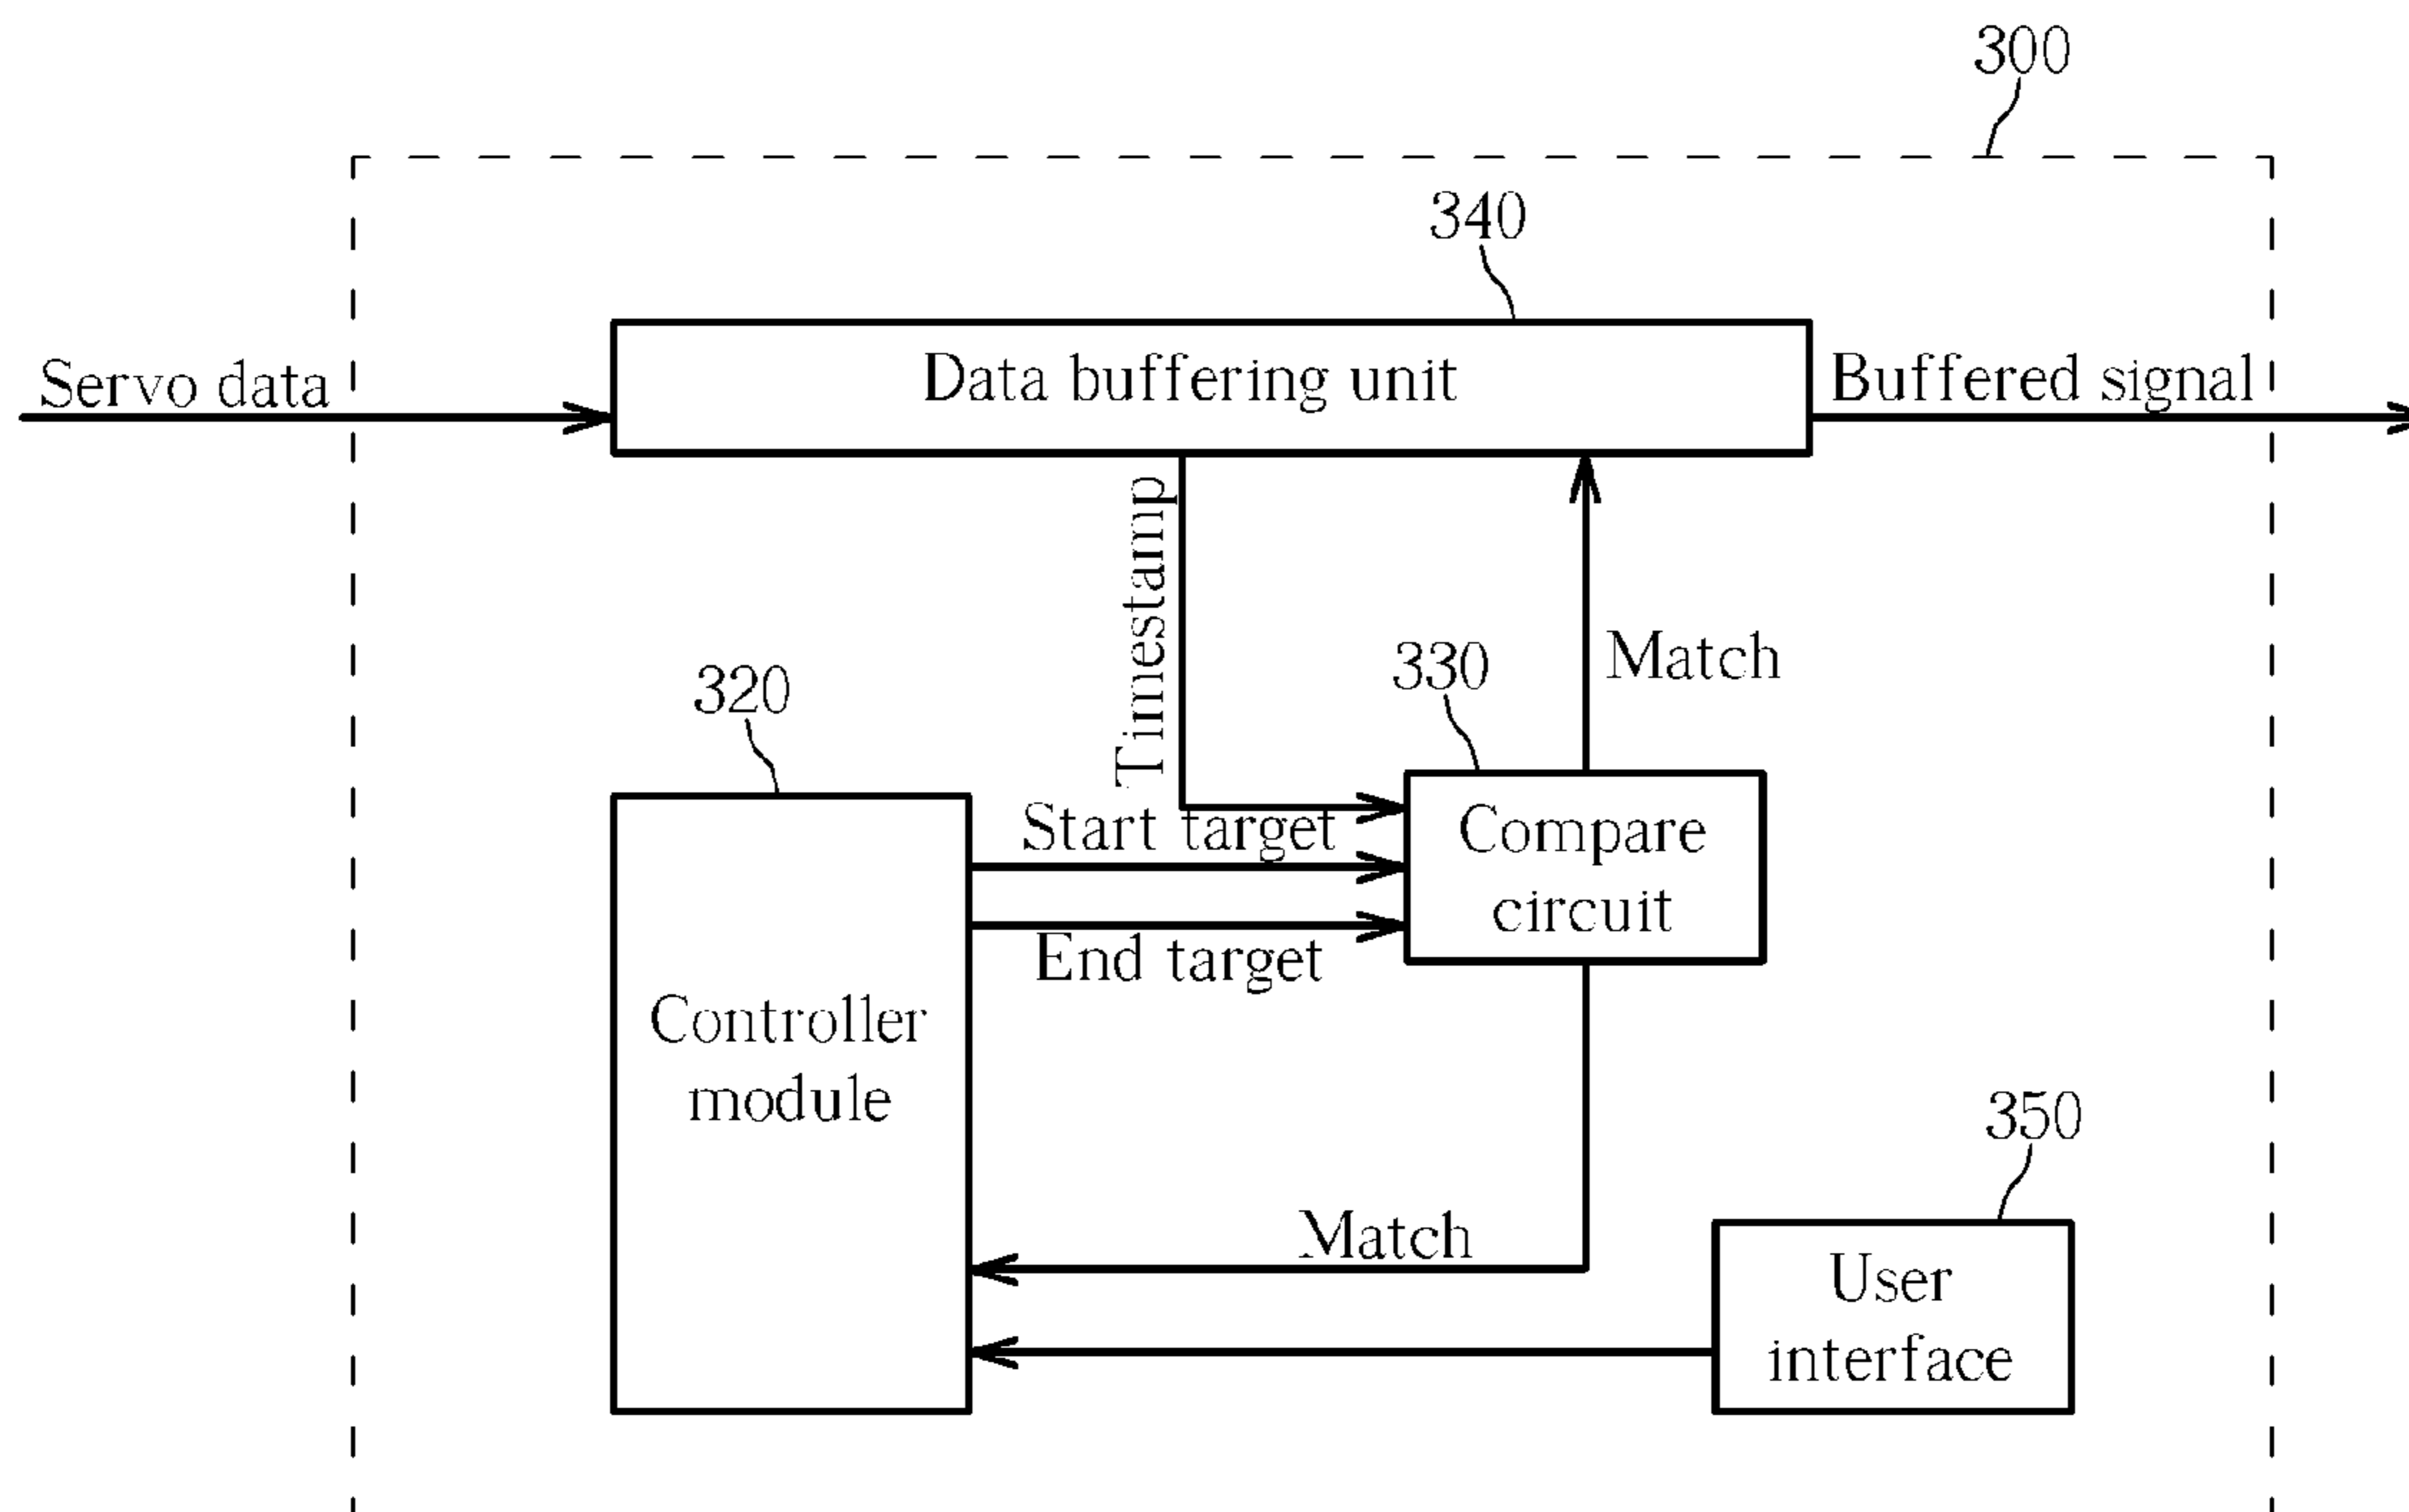 300
340
Servo data
Data buffering unit
Buffered signal
Timestamp
Match
330
320
Start target
Compare
circuit
End target
Controller
module
350
Match
User
interface